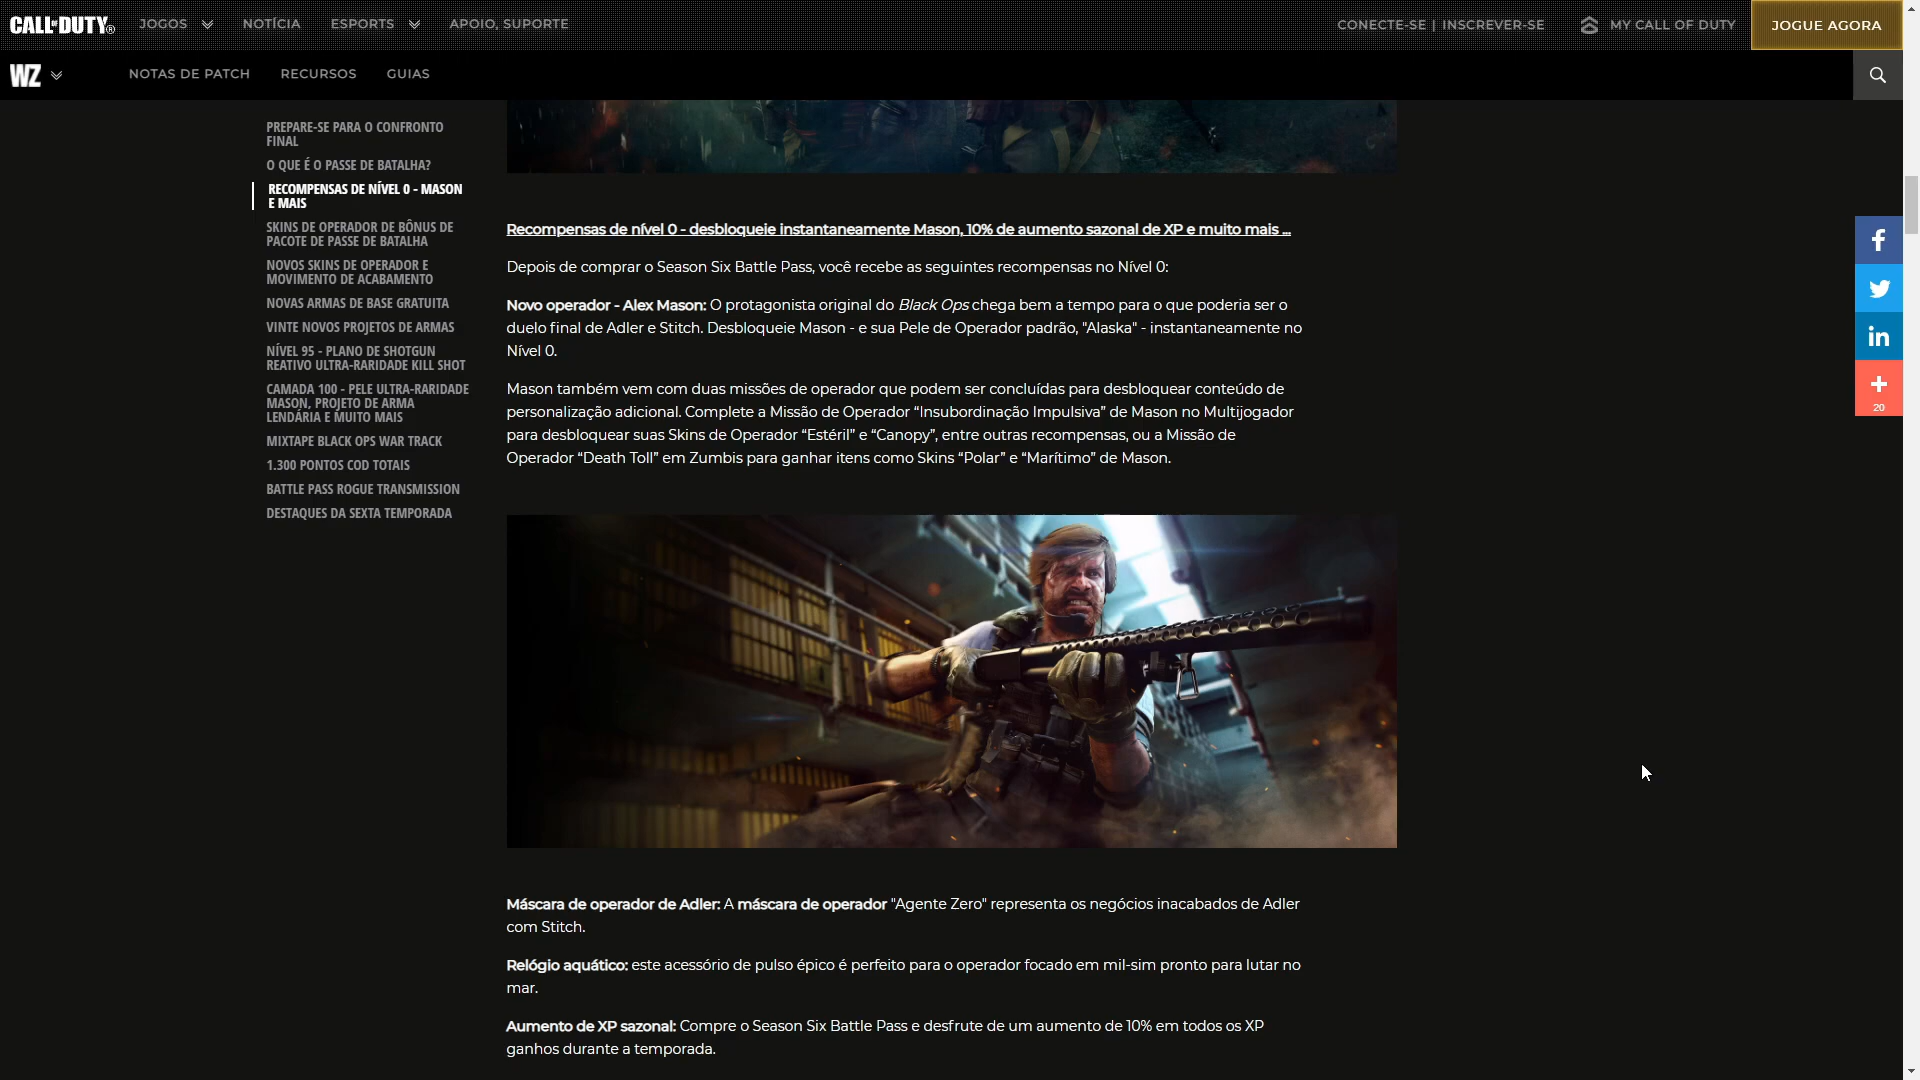 CALL OF DUTY®
JOGOS
NOTÍCIA
ESPORTS
APOIO, SUPORTE
CONECTE-SE | INSCREVER-SE
MY CALL OF DUTY
JOGUE AGORA
WZ
NOTAS DE PATCH
RECURSOS
GUIAS
PREPARE-SE PARA O CONFRONTO
FINAL
O QUE É O PASSE DE BATALHA?
RECOMPENSAS DE NÍVEL 0 - MASON
E MAIS
SKINS DE OPERADOR DE BÔNUS DE
PACOTE DE PASSE DE BATALHA
NOVOS SKINS DE OPERADOR E
MOVIMENTO DE ACABAMENTO
NOVAS ARMAS DE BASE GRATUITA
VINTE NOVOS PROJETOS DE ARMAS
NÍVEL 95 - PLANO DE SHOTGUN
REATIVO ULTRA-RARIDADE KILL SHOT
CAMADA 100 - PELE ULTRA-RARIDADE
MASON, PROJETO DE ARMA
LENDÁRIA E MUITO MAIS
MIXTAPE BLACK OPS WAR TRACK
1.300 PONTOS COD TOTAIS
BATTLE PASS ROGUE TRANSMISSION
DESTAQUES DA SEXTA TEMPORADA
Recompensas de nível 0 - desbloqueie instantaneamente Mason, 10% de aumento sazonal de XP e muito mais ...
Depois de comprar o Season Six Battle Pass, você recebe as seguintes recompensas no Nível 0:
Novo operador - Alex Mason: O protagonista original do Black Ops chega bem a tempo para o que poderia ser o
duelo final de Adler e Stitch. Desbloqueie Mason - e sua Pele de Operador padrão, "Alaska" - instantaneamente no
Nível 0.
Mason também vem com duas missões de operador que podem ser concluídas para desbloquear conteúdo de
personalização adicional. Complete a Missão de Operador “Insubordinação Impulsiva” de Mason no Multijogador
para desbloquear suas Skins de Operador “Estéril” e “Canopy”, entre outras recompensas, ou a Missão de
Operador “Death Toll” em Zumbis para ganhar itens como Skins “Polar” e “Marítimo” de Mason.
Máscara de operador de Adler: A máscara de operador "Agente Zero" representa os negócios inacabados de Adler
com Stitch.
Relógio aquático: este acessório de pulso épico é perfeito para o operador focado em mil-sim pronto para lutar no
mar.
Aumento de XP sazonal: Compre o Season Six Battle Pass e desfrute de um aumento de 10% em todos os XP
ganhos durante a temporada.
20